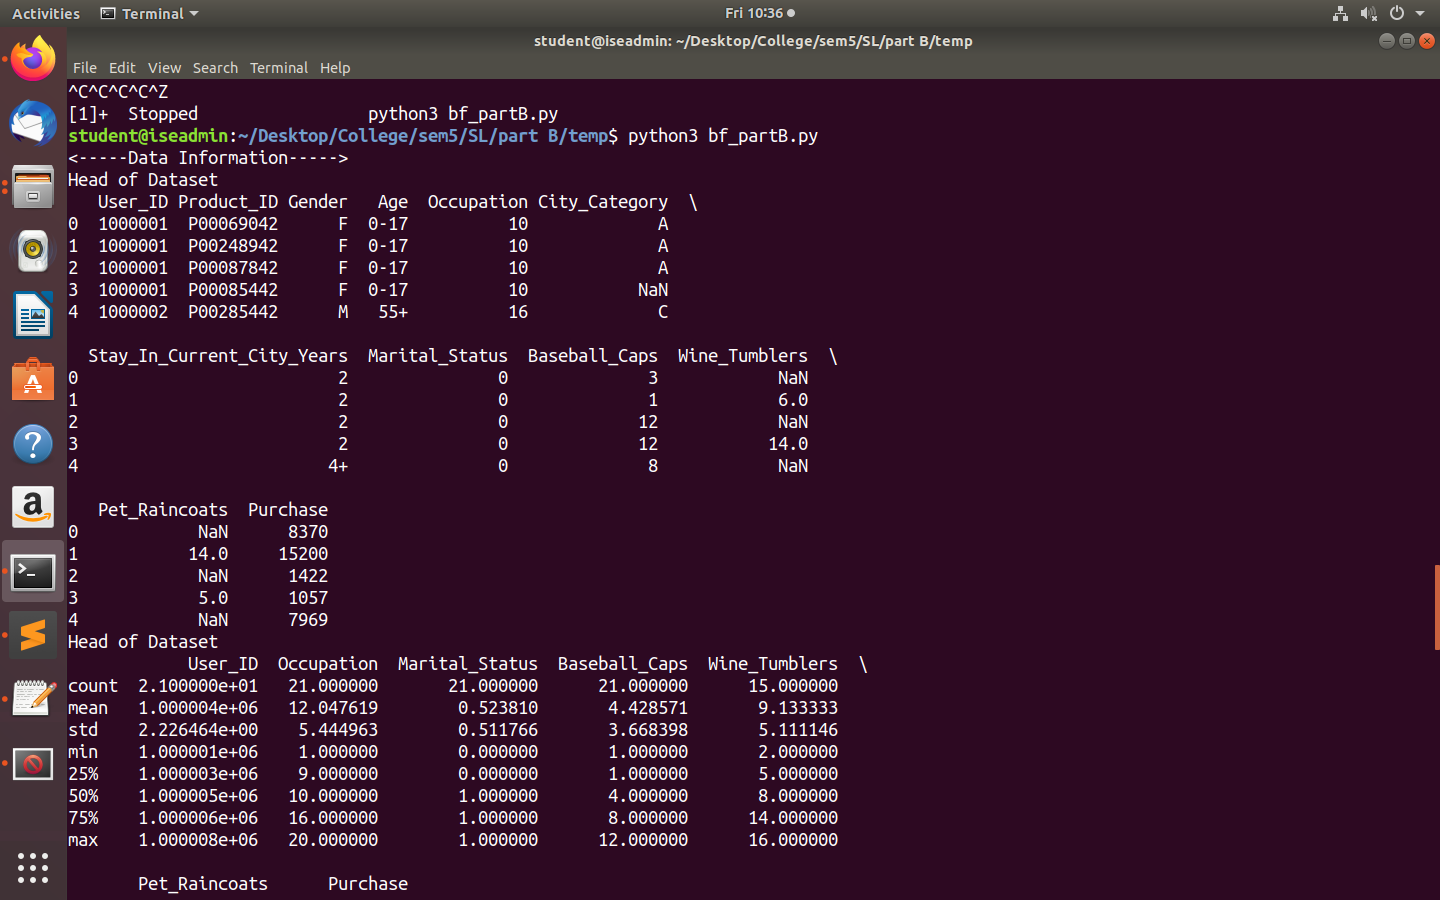 Activities Terminal Fri 10:36
student@iseadmin: ~/Desktop/College/sem5/SL/part B/temp
File Edit View Search Terminal Help
^C^C^C^C^Z
[1]+  Stopped                 python3 bf_partB.py
student@iseadmin:~/Desktop/College/sem5/SL/part B/temp$ python3 bf_partB.py
<-----Data Information----->
Head of Dataset
   User_ID Product_ID Gender   Age  Occupation City_Category  \
0  1000001  P00069042      F  0-17          10             A
1  1000001  P00248942      F  0-17          10             A
2  1000001  P00087842      F  0-17          10             A
3  1000001  P00085442      F  0-17          10           NaN
4  1000002  P00285442      M   55+          16             C
  Stay_In_Current_City_Years  Marital_Status  Baseball_Caps  Wine_Tumblers  \
0                          2               0              3            NaN
1                          2               0              1            6.0
2                          2               0             12            NaN
3                          2               0             12           14.0
4                         4+               0              8            NaN
   Pet_Raincoats  Purchase
0            NaN      8370
1           14.0     15200
2            NaN      1422
3            5.0      1057
4            NaN      7969
Head of Dataset
            User_ID  Occupation  Marital_Status  Baseball_Caps  Wine_Tumblers  \
count  2.100000e+01   21.000000       21.000000      21.000000      15.000000
mean   1.000004e+06   12.047619        0.523810       4.428571       9.133333
std    2.226464e+00    5.444963        0.511766       3.668398       5.111146
min    1.000001e+06    1.000000        0.000000       1.000000       2.000000
25%    1.000003e+06    9.000000        0.000000       1.000000       5.000000
50%    1.000005e+06   10.000000        1.000000       4.000000       8.000000
75%    1.000006e+06   16.000000        1.000000       8.000000      14.000000
max    1.000008e+06   20.000000        1.000000      12.000000      16.000000
       Pet_Raincoats      Purchase